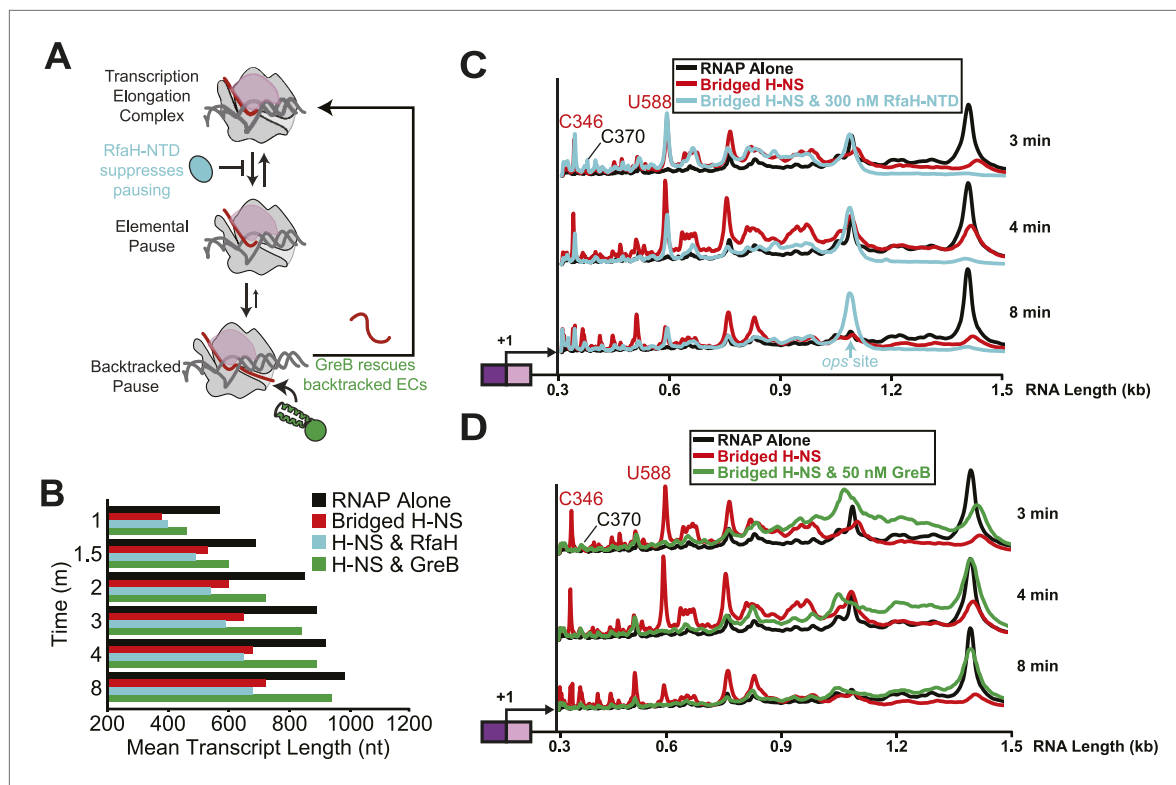 A
Transcription
Elongation
Complex
RfaH-NTD
suppresses
pausing
Elemental
Pause
Backtracked
Pause
GreB rescues
backtracked ECs
B
RNAP Alone
Bridged H-NS
H-NS & RfaH
H-NS & GreB
Time (m)
1
1.5
2
3
4
8
200 400 600 800 1000 1200
Mean Transcript Length (nt)
C
RNAP Alone
Bridged H-NS
Bridged H-NS & 300 nM RfaH-NTD
U588
C346
C370
3 min
4 min
8 min
ops site
+1
0.3 0.6 0.9 1.2 1.5
RNA Length (kb)
D
RNAP Alone
Bridged H-NS
Bridged H-NS & 50 nM GreB
U588
C346
C370
3 min
4 min
8 min
+1
0.3 0.6 0.9 1.2 1.5
RNA Length (kb)